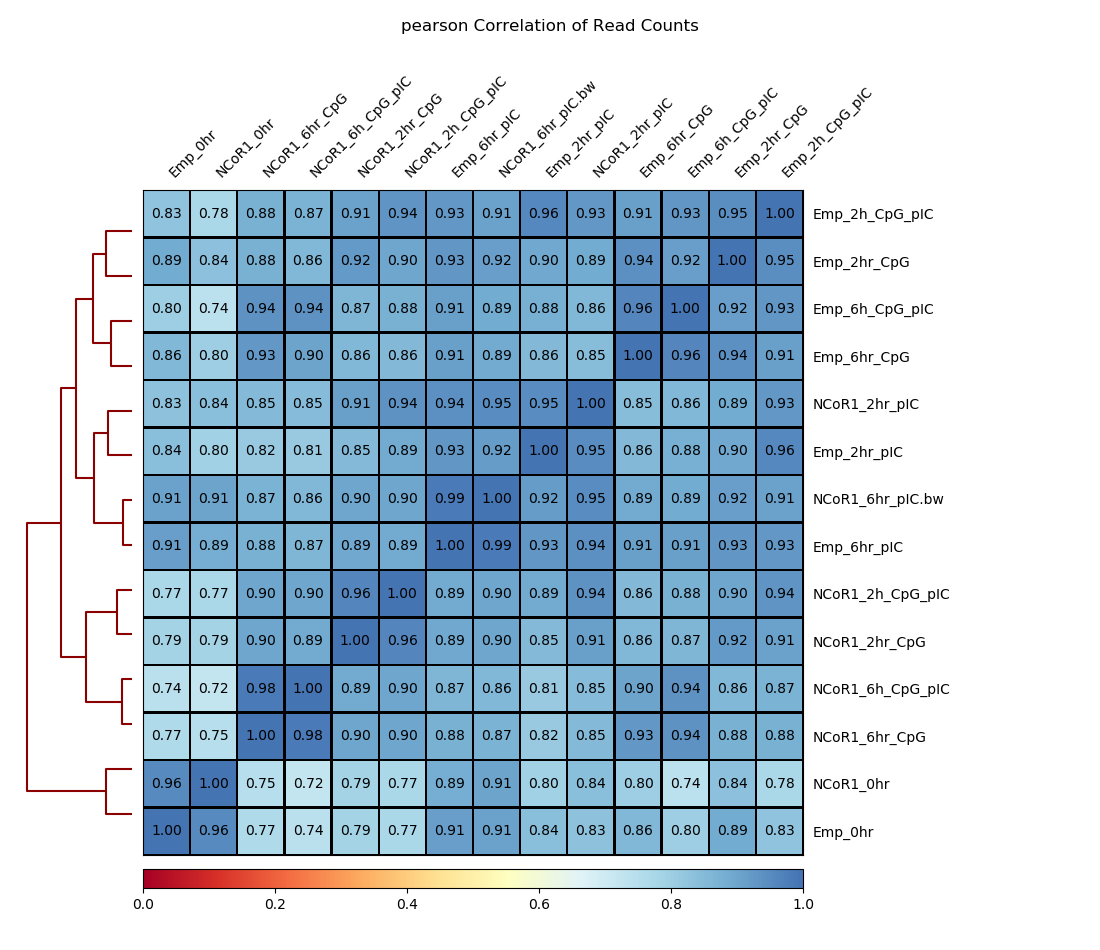 pearson Correlation of Read Counts
Emp_0hr
NCoR1_0hr
NCoR1_6hr_CpG
NCoR1_6h_CpG_pIC
NCoR1_2hr_CpG
NCoR1_2h_CpG_pIC
Emp_6hr_pIC
NCoR1_6hr_pIC.bw
Emp_2hr_pIC
NCoR1_2hr_pIC
Emp_6hr_CpG
Emp_6h_CpG_pIC
Emp_2hr_CpG
Emp_2h_CpG_pIC
0.83 0.78 0.88 0.87 0.91 0.94 0.93 0.91 0.96 0.93 0.91 0.93 0.95 1.00 Emp_2h_CpG_pIC
0.89 0.84 0.88 0.86 0.92 0.90 0.93 0.92 0.90 0.89 0.94 0.92 1.00 0.95 Emp_2hr_CpG
0.80 0.74 0.94 0.94 0.87 0.88 0.91 0.89 0.88 0.86 0.96 1.00 0.92 0.93 Emp_6h_CpG_pIC
0.86 0.80 0.93 0.90 0.86 0.86 0.91 0.89 0.86 0.85 1.00 0.96 0.94 0.91 Emp_6hr_CpG
0.83 0.84 0.85 0.85 0.91 0.94 0.94 0.95 0.95 1.00 0.85 0.86 0.89 0.93 NCoR1_2hr_pIC
0.84 0.80 0.82 0.81 0.85 0.89 0.93 0.92 1.00 0.95 0.86 0.88 0.90 0.96 Emp_2hr_pIC
0.91 0.91 0.87 0.86 0.90 0.90 0.99 1.00 0.92 0.95 0.89 0.89 0.92 0.91 NCoR1_6hr_pIC.bw
0.91 0.89 0.88 0.87 0.89 0.89 1.00 0.99 0.93 0.94 0.91 0.91 0.93 0.93 Emp_6hr_pIC
0.77 0.77 0.90 0.90 0.96 1.00 0.89 0.90 0.89 0.94 0.86 0.88 0.90 0.94 NCoR1_2h_CpG_pIC
0.79 0.79 0.90 0.89 1.00 0.96 0.89 0.90 0.85 0.91 0.86 0.87 0.92 0.91 NCoR1_2hr_CpG
0.74 0.72 0.98 1.00 0.89 0.90 0.87 0.86 0.81 0.85 0.90 0.94 0.86 0.87 NCoR1_6h_CpG_pIC
0.77 0.75 1.00 0.98 0.90 0.90 0.88 0.87 0.82 0.85 0.93 0.94 0.88 0.88 NCoR1_6hr_CpG
0.96 1.00 0.75 0.72 0.79 0.77 0.89 0.91 0.80 0.84 0.80 0.74 0.84 0.78 NCoR1_0hr
1.00 0.96 0.77 0.74 0.79 0.77 0.91 0.91 0.84 0.83 0.86 0.80 0.89 0.83 Emp_0hr
0.0 0.2 0.4 0.6 0.8 1.0